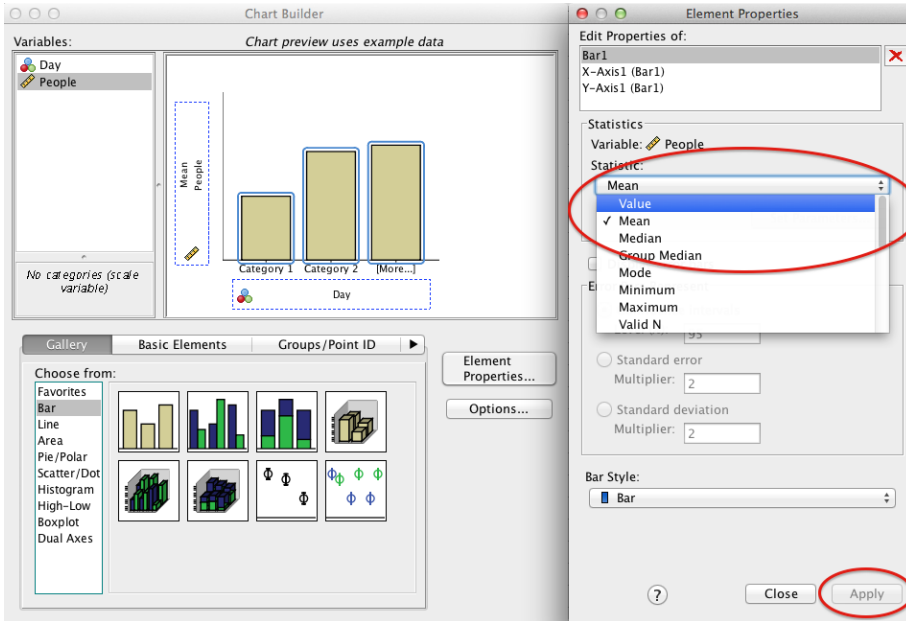 Chart Builder
Variables:
Chart preview uses example data
Day
People
No categories (scale
variable)
Mean
People
Category 1 Category 2 [More...]
Day
Gallery Basic Elements Groups/Point ID
Choose from:
Favorites
Bar
Line
Area
Pie/Polar
Scatter/Dot
Histogram
High-Low
Boxplot
Dual Axes
Element
Properties...
Options...
Element Properties
Edit Properties of:
Bar1
X-Axis1 (Bar1)
Y-Axis1 (Bar1)
Statistics
Variable: People
Statistic:
Mean
Value
✓ Mean
Median
Group Median
Mode
Minimum
Maximum
Valid N
95
Standard error
Multiplier: 2
Standard deviation
Multiplier: 2
Bar Style:
Bar
? Close Apply